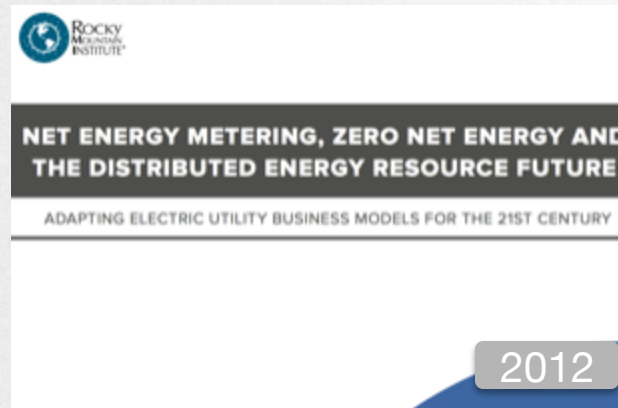 ROCKY
MOUNTAIN
INSTITUTE®
NET ENERGY METERING, ZERO NET ENERGY AND
THE DISTRIBUTED ENERGY RESOURCE FUTURE
ADAPTING ELECTRIC UTILITY BUSINESS MODELS FOR THE 21ST CENTURY
2012